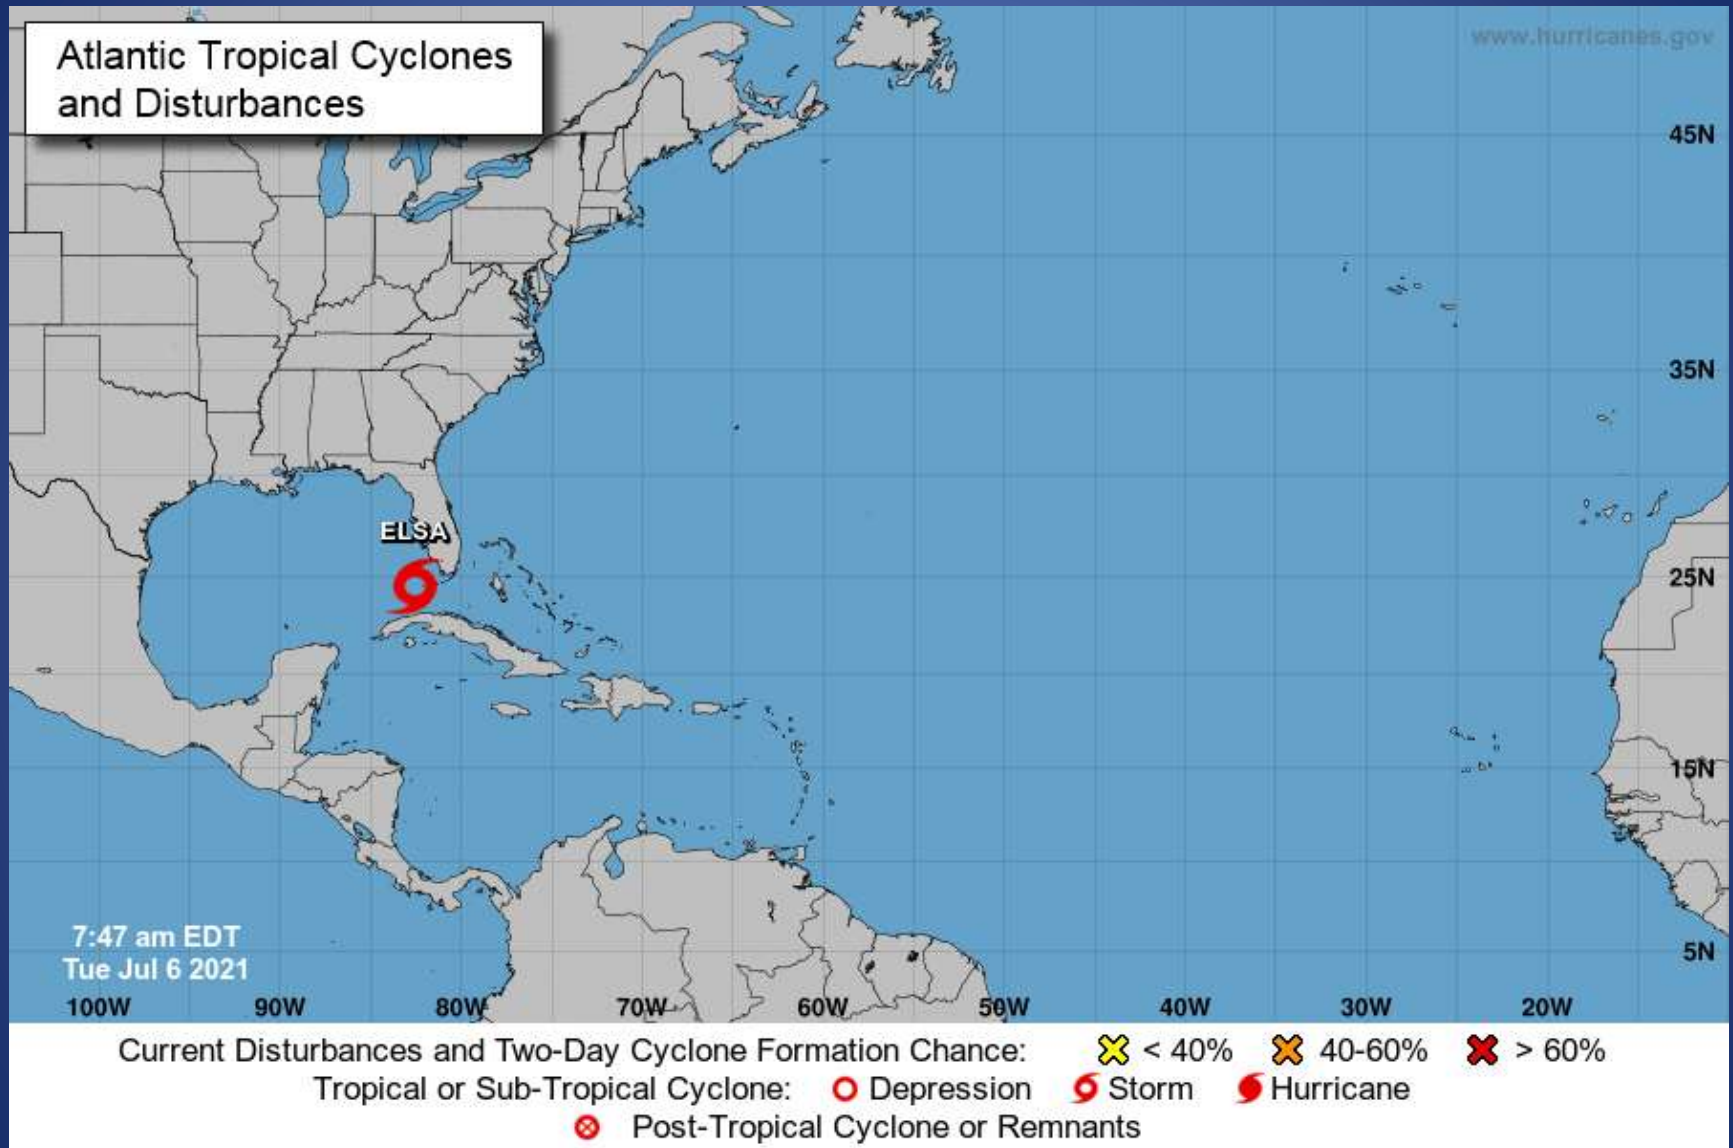 Atlantic Tropical Cyclones
and Disturbances
www.hurricanes.gov
45N
35N
ELSA
25N
15N
7:47 am EDT
Tue Jul 6 2021
5N
100W 90W 80W 70W 60W 50W 40W 30W 20W
Current Disturbances and Two-Day Cyclone Formation Chance: < 40% 40-60% > 60%
Tropical or Sub-Tropical Cyclone: Depression Storm Hurricane
Post-Tropical Cyclone or Remnants